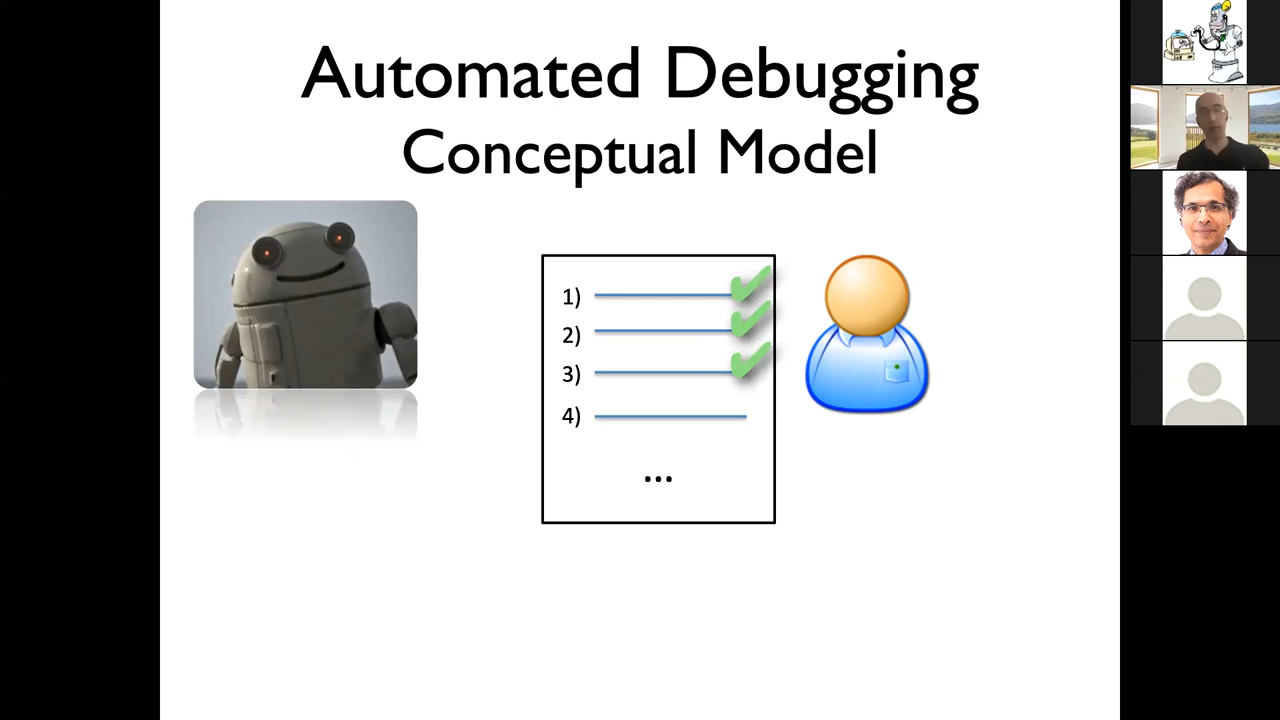 Automated Debugging
Conceptual Model
1)
2)
3)
4)
...